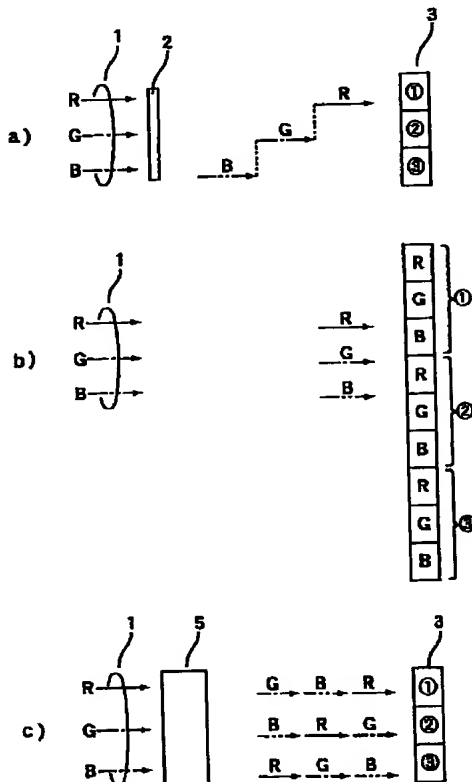 1 2 3
R R ①
a) G G ②
B B ③
1 R
G ①
R R B
b) G G R
B B G ②
B
R
G ③
B
1 5 3
R G B R ①
c) G B R G ②
B R G B ③